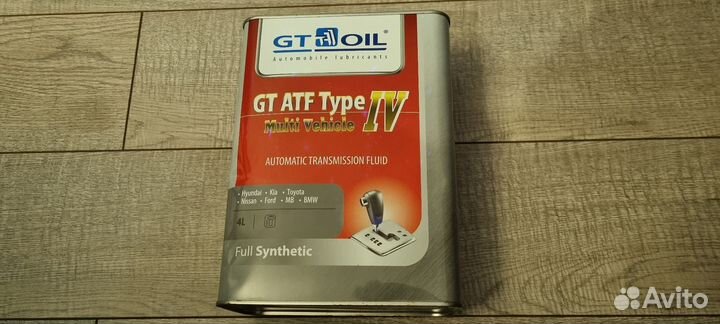 GT OIL®
Automobile lubricants
GT ATF Type IV
Multi Vehicle
AUTOMATIC TRANSMISSION FLUID
• Hyundai • Kia • Toyota
• Nissan • Ford • MB • BMW
4L
Full Synthetic
Avito